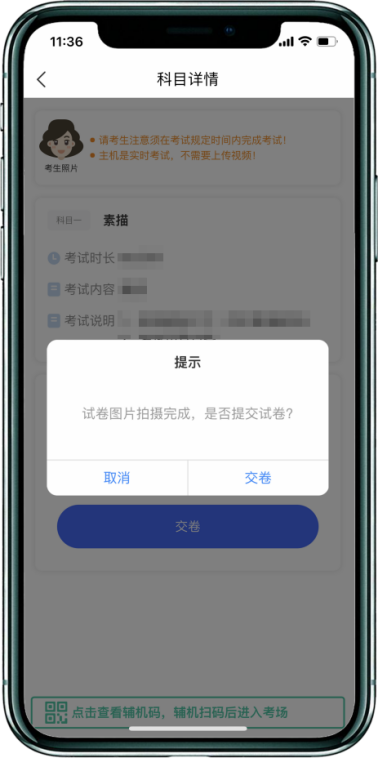 11:36
科目详情
请考生注意须在考试规定时间内完成考试！
主机是实时考试，不需要上传视频！
考生照片
科目一 素描
考试时长
考试内容
考试说明
提示
试卷图片拍摄完成，是否提交试卷?
取消 交卷
交卷
点击查看辅机码，辅机扫码后进入考场